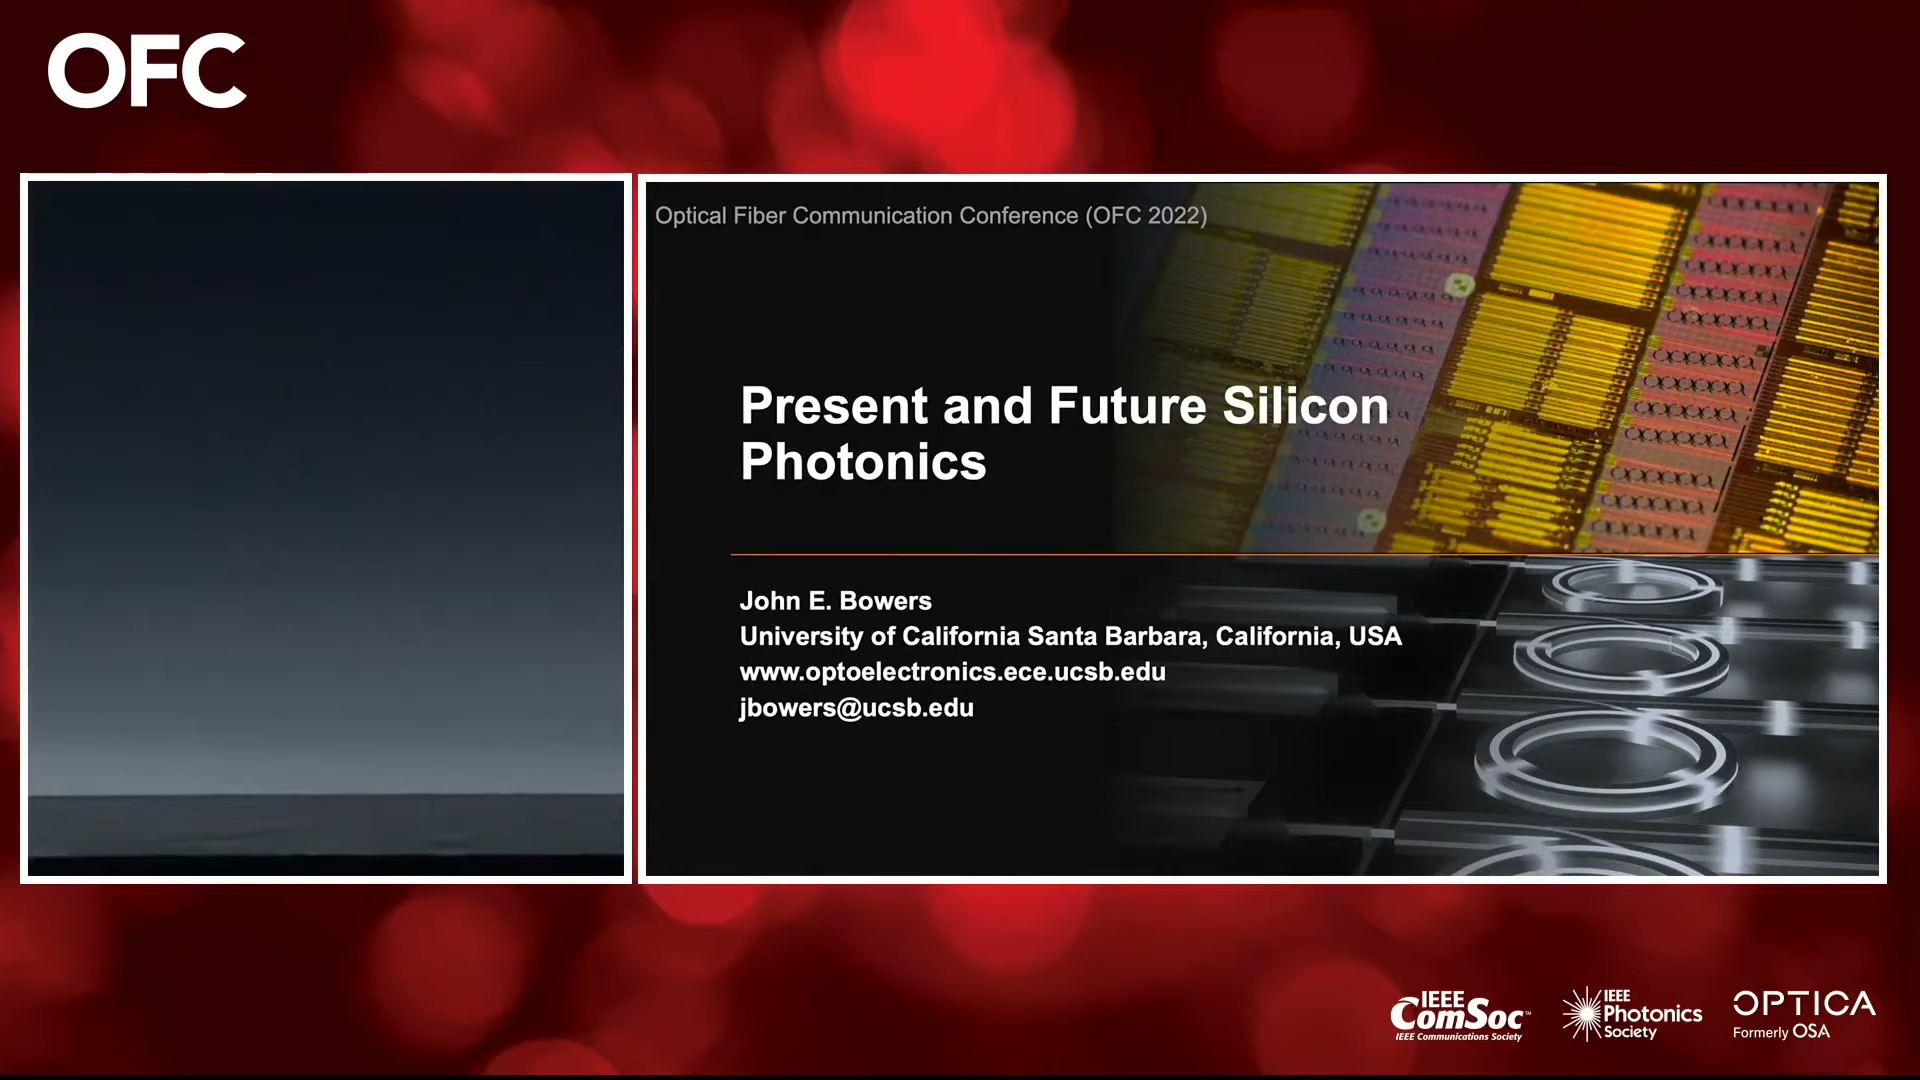 OFC
Optical Fiber Communication Conference (OFC 2022)
Present and Future Silicon
Photonics
John E. Bowers
University of California Santa Barbara, California, USA
www.optoelectronics.ece.ucsb.edu
jbowers@ucsb.edu
IEEE
ComSoc™
IEEE Communications Society
IEEE
Photonics
Society
OPTICA
Formerly OSA